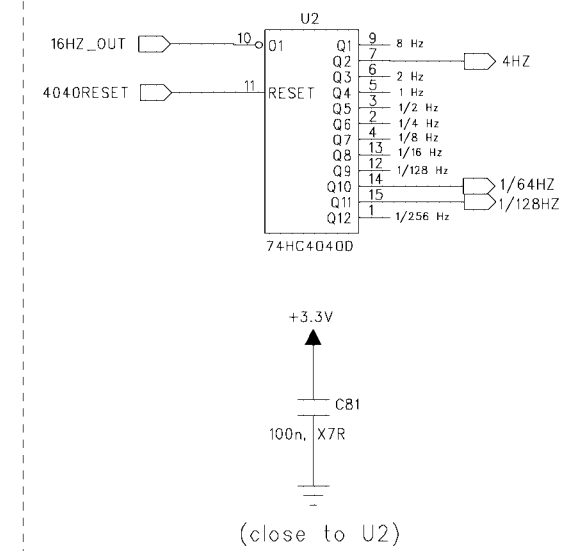 U2
16HZ_OUT 10 O1 Q1 9 8 Hz
Q2 7 4HZ
Q3 6 2 Hz
4040RESET 11 RESET Q4 5 1 Hz
Q5 3 1/2 Hz
Q6 2 1/4 Hz
Q7 4 1/8 Hz
Q8 13 1/16 Hz
Q9 12 1/128 Hz
Q10 14 1/64HZ
Q11 15 1/128HZ
Q12 1 1/256 Hz
74HC4040D
+3.3V
C81
100n, X7R
(close to U2)